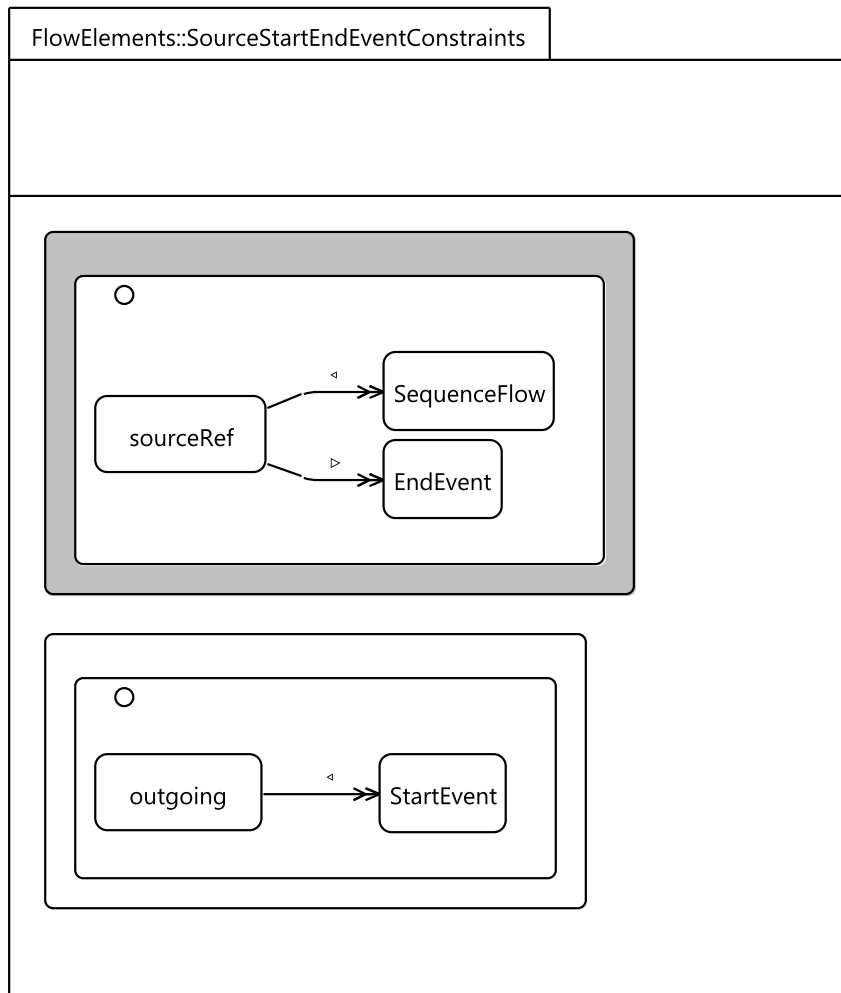 FlowElements::SourceStartEndEventConstraints
SequenceFlow
sourceRef
EndEvent
outgoing
StartEvent